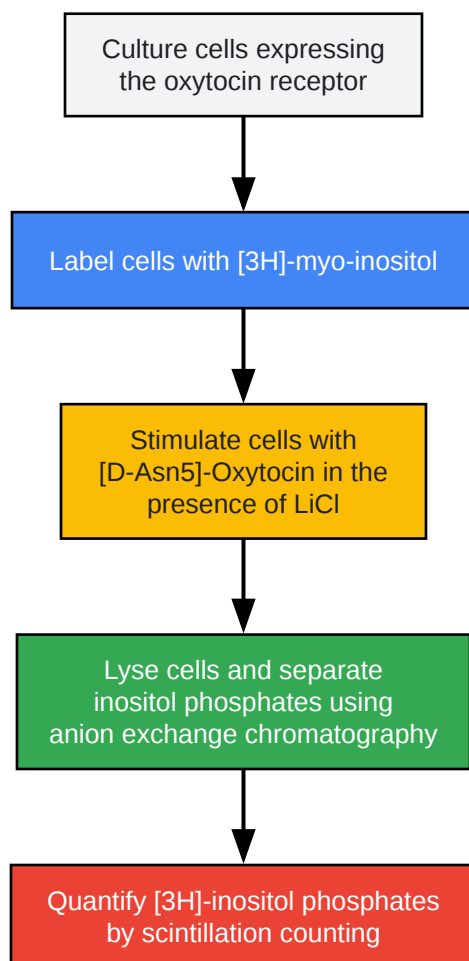 Culture cells expressing
the oxytocin receptor
Label cells with [3H]-myo-inositol
Stimulate cells with
[D-Asn5]-Oxytocin in the
presence of LiCl
Lyse cells and separate
inositol phosphates using
anion exchange chromatography
Quantify [3H]-inositol phosphates
by scintillation counting